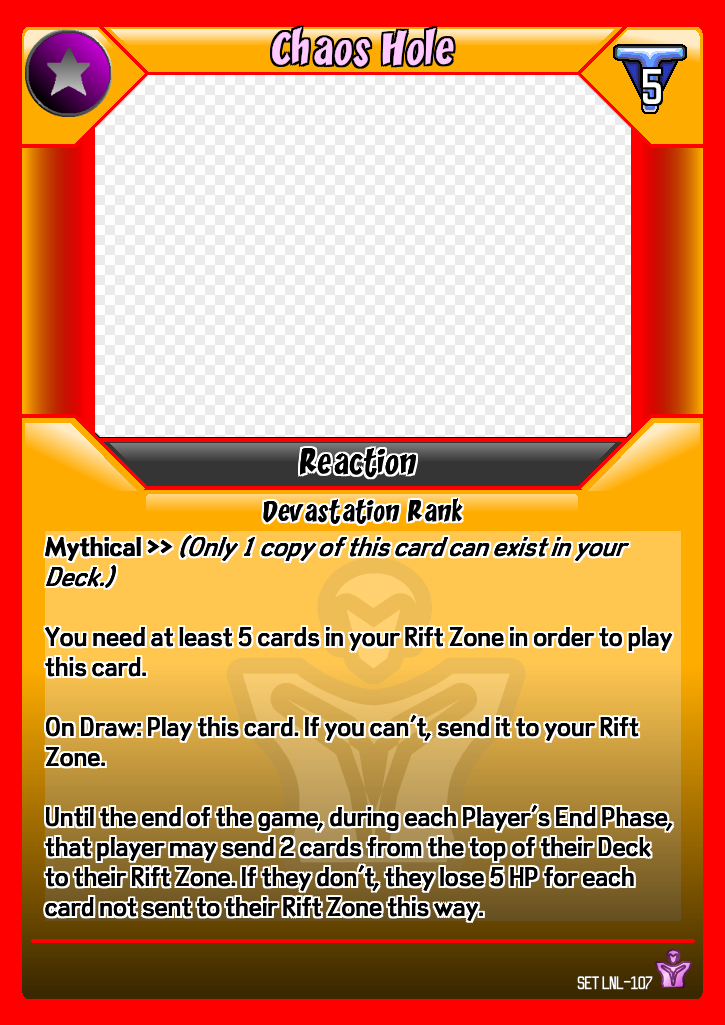 Chaos Hole
5
Reaction
Devastation Rank
Mythical >> (Only 1 copy of this card can exist in your
Deck.)
You need at least 5 cards in your Rift Zone in order to play
this card.
On Draw: Play this card. If you can't, send it to your Rift
Zone.
Until the end of the game, during each Player's End Phase,
that player may send 2 cards from the top of their Deck
to their Rift Zone. If they don't, they lose 5 HP for each
card not sent to their Rift Zone this way.
SET LNL-107